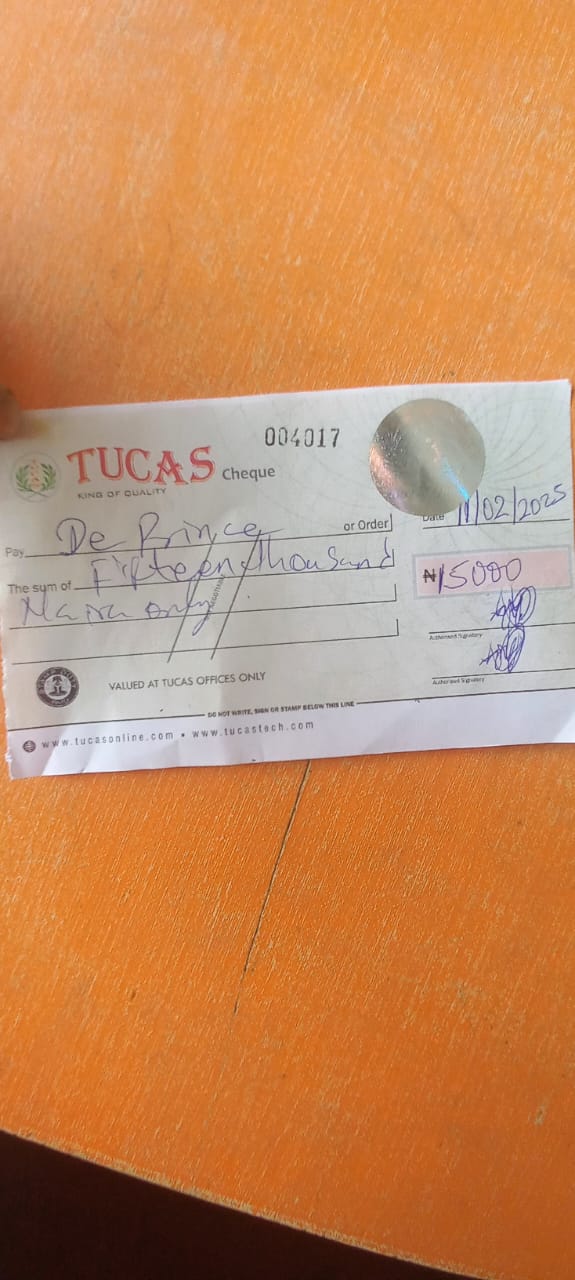 004017
TUCAS Cheque
KING OF QUALITY
Date 11/02/2025
Pay De Prince or Order
The sum of Fifteen thousand
Naira only
₦15000
Authorised Signatory
Authorised Signatory
VALUED AT TUCAS OFFICES ONLY
DO NOT WRITE, SIGN OR STAMP BELOW THIS LINE
www.tucasonline.com • www.tucastech.com